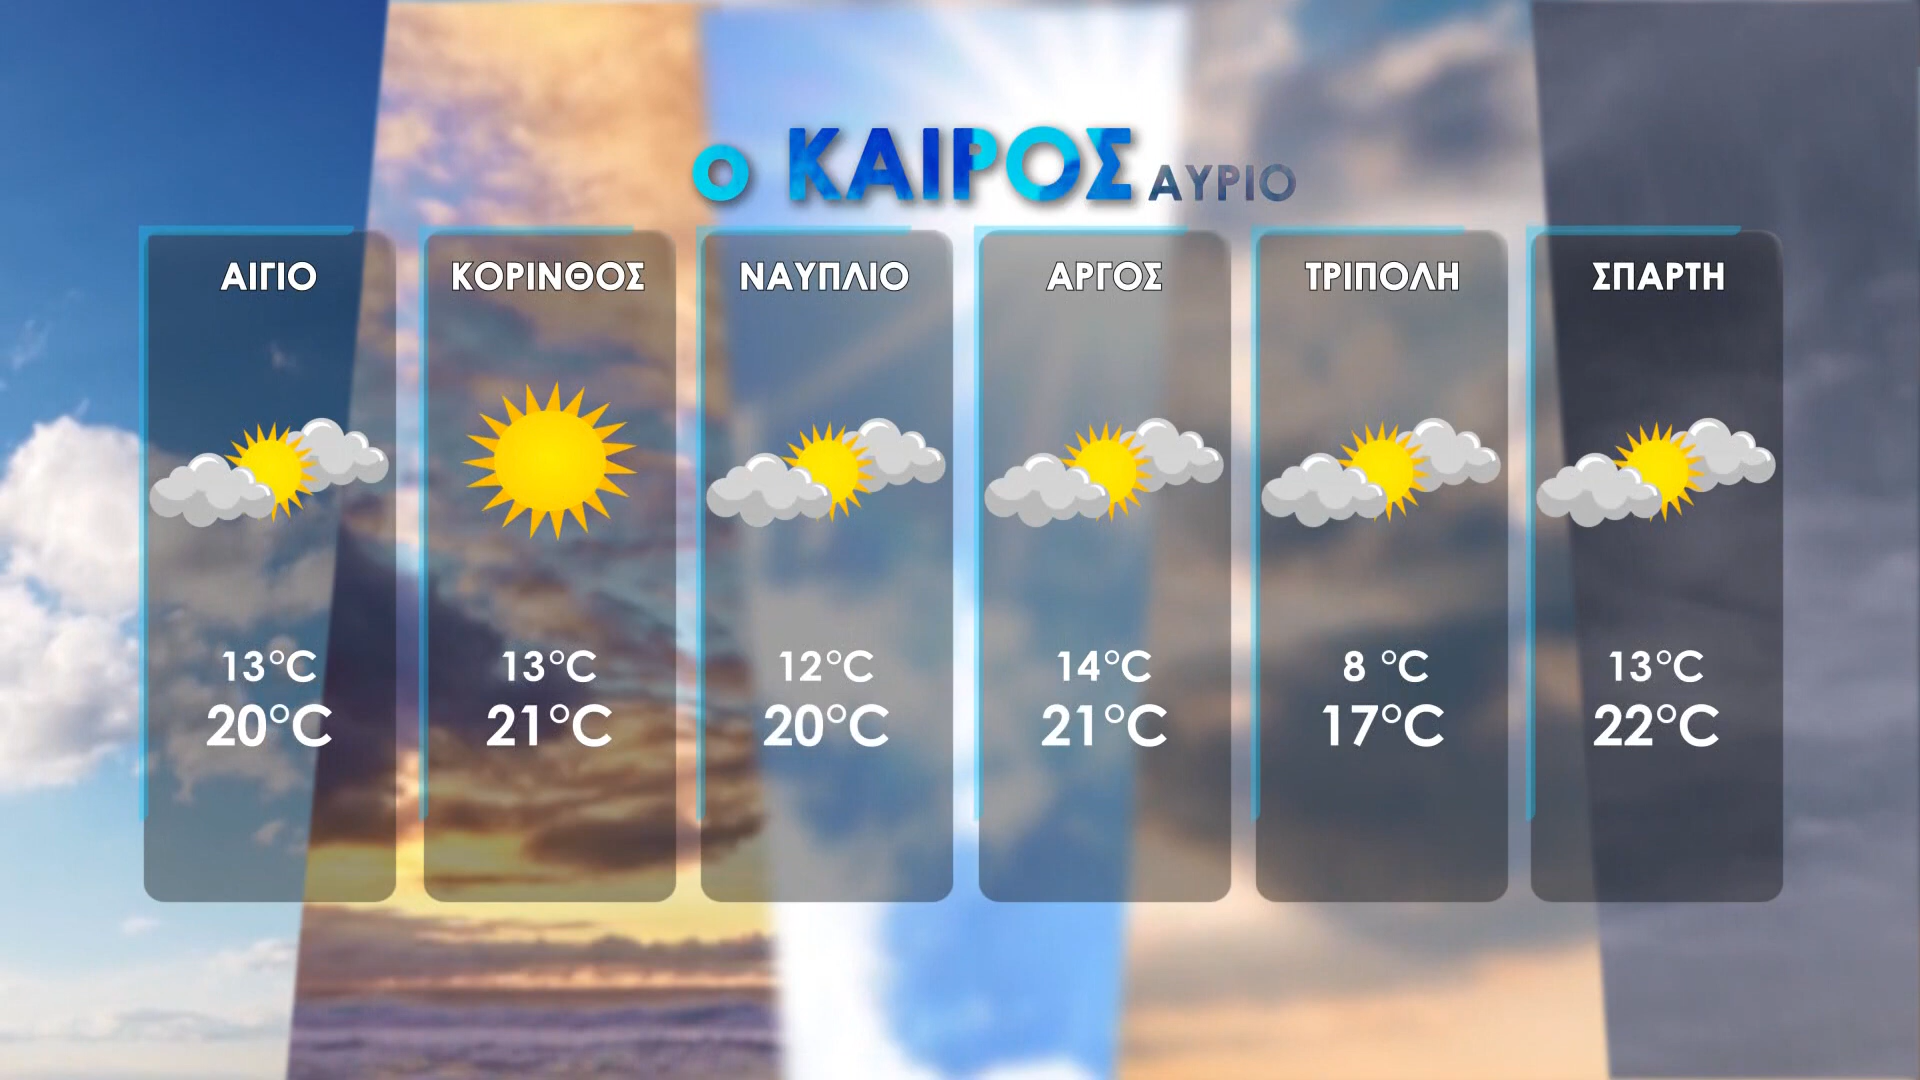 ο ΚΑΙΡΟΣ ΑΥΡΙΟ
ΑΙΓΙΟ
13°C
20°C
ΚΟΡΙΝΘΟΣ
13°C
21°C
ΝΑΥΠΛΙΟ
12°C
20°C
ΑΡΓΟΣ
14°C
21°C
ΤΡΙΠΟΛΗ
8 °C
17°C
ΣΠΑΡΤΗ
13°C
22°C